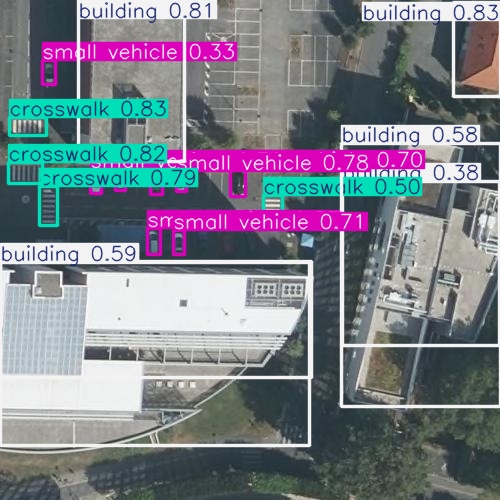 building 0.81
building 0.83
small vehicle 0.33
crosswalk 0.83
building 0.58
crosswalk 0.82
small vehicle 0.78
0.70
0.38
crosswalk 0.79
crosswalk 0.50
small vehicle 0.71
building 0.59